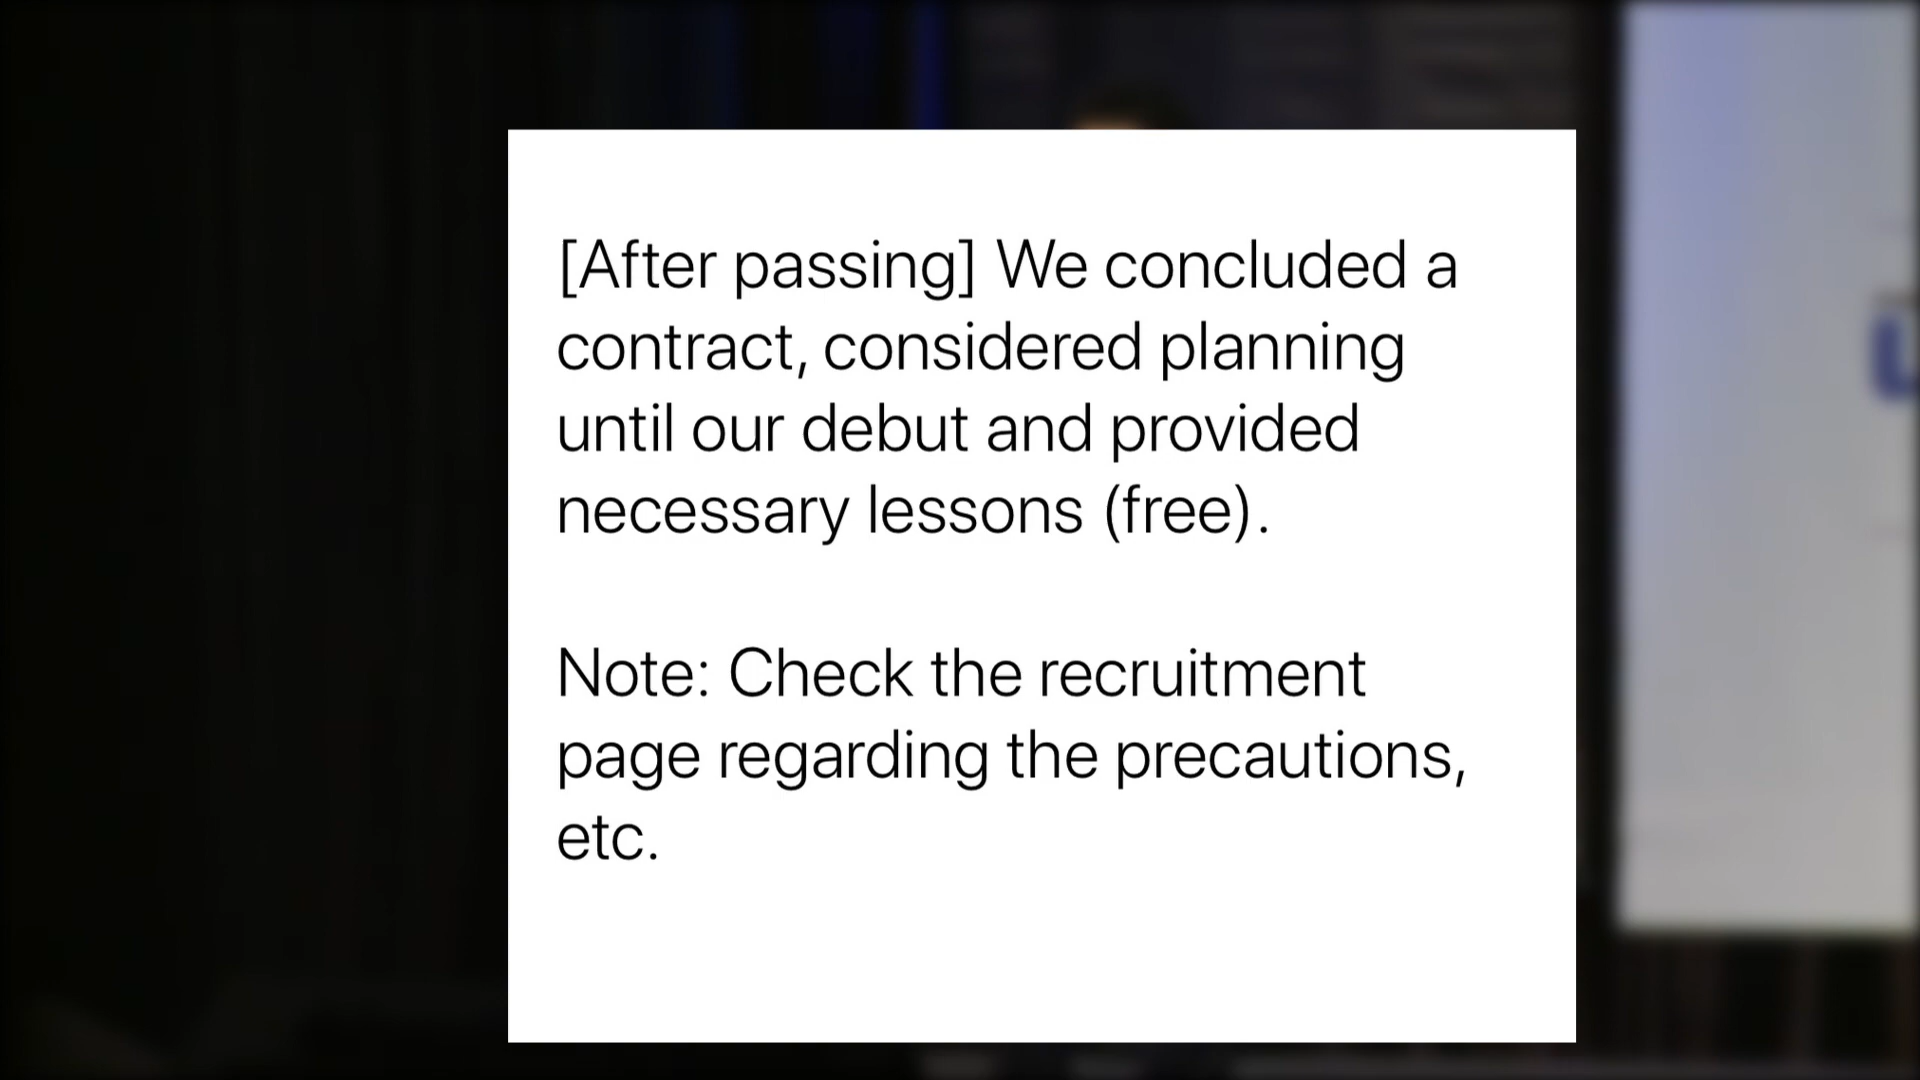 [After passing] We concluded a
contract, considered planning
until our debut and provided
necessary lessons (free).
Note: Check the recruitment
page regarding the precautions,
etc.